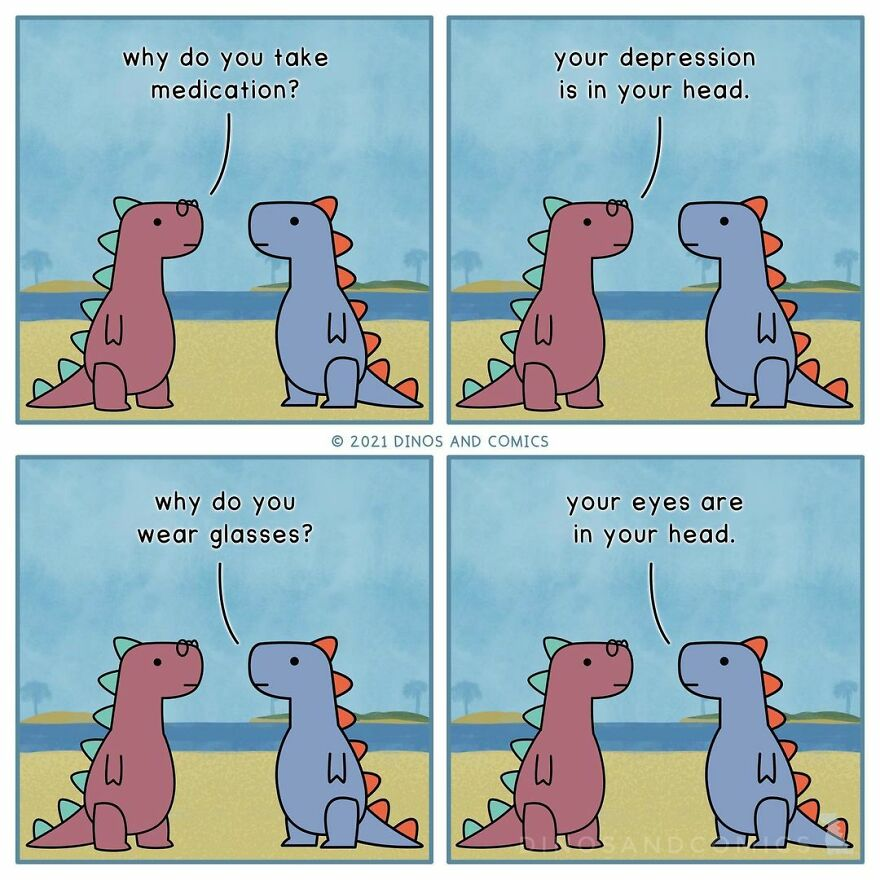 why do you take
medication?
your depression
is in your head.
© 2021 DINOS AND COMICS
why do you
wear glasses?
your eyes are
in your head.
DINOSANDCOMICS